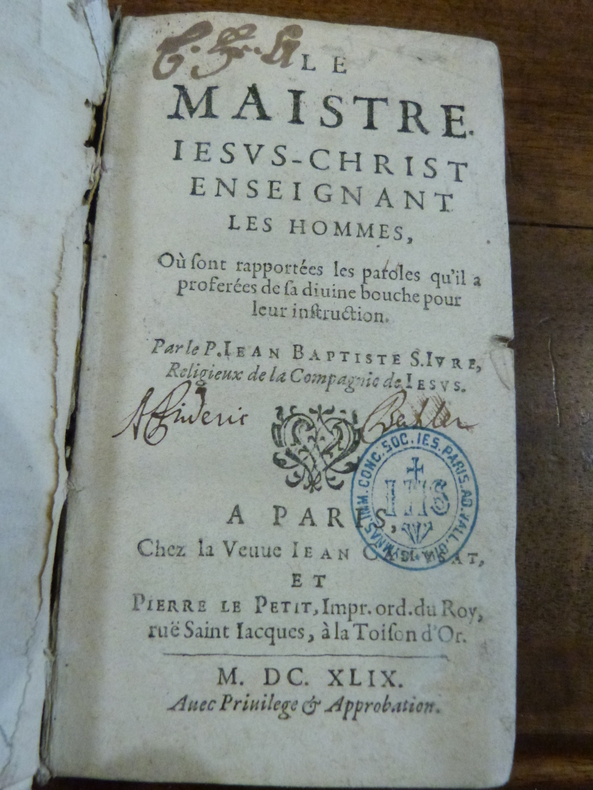 LE
MAISTRE.
IESVS-CHRIST
ENSEIGNANT
LES HOMMES,
Où ſont rapportées les paroles qu'il a
proferées de ſa diuine bouche pour
leur inſtruction.
Par le P. IEAN BAPTISTE S. IVRE,
Religieux de la Compagnie de IESVS.
IHS
A PARIS,
Chez la Veuue IEAN CAMVSAT,
ET
PIERRE LE PETIT, Impr. ord. du Roy,
ruë Saint Iacques, à la Toiſon d'Or.
M. DC. XLIX.
Auec Priuilege & Approbation.